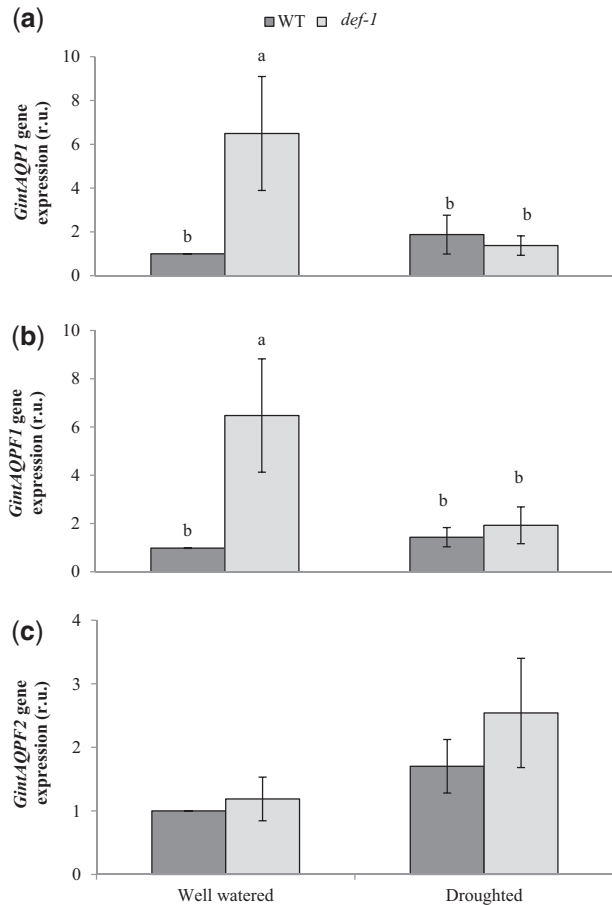 (a)
WT def-1
GintAQP1 gene
expression (r.u.)
10
8
6
4
2
0
b
a
b
b
(b)
GintAQPF1 gene
expression (r.u.)
10
8
6
4
2
0
b
a
b
b
(c)
GintAQPF2 gene
expression (r.u.)
4
3
2
1
0
Well watered
Droughted